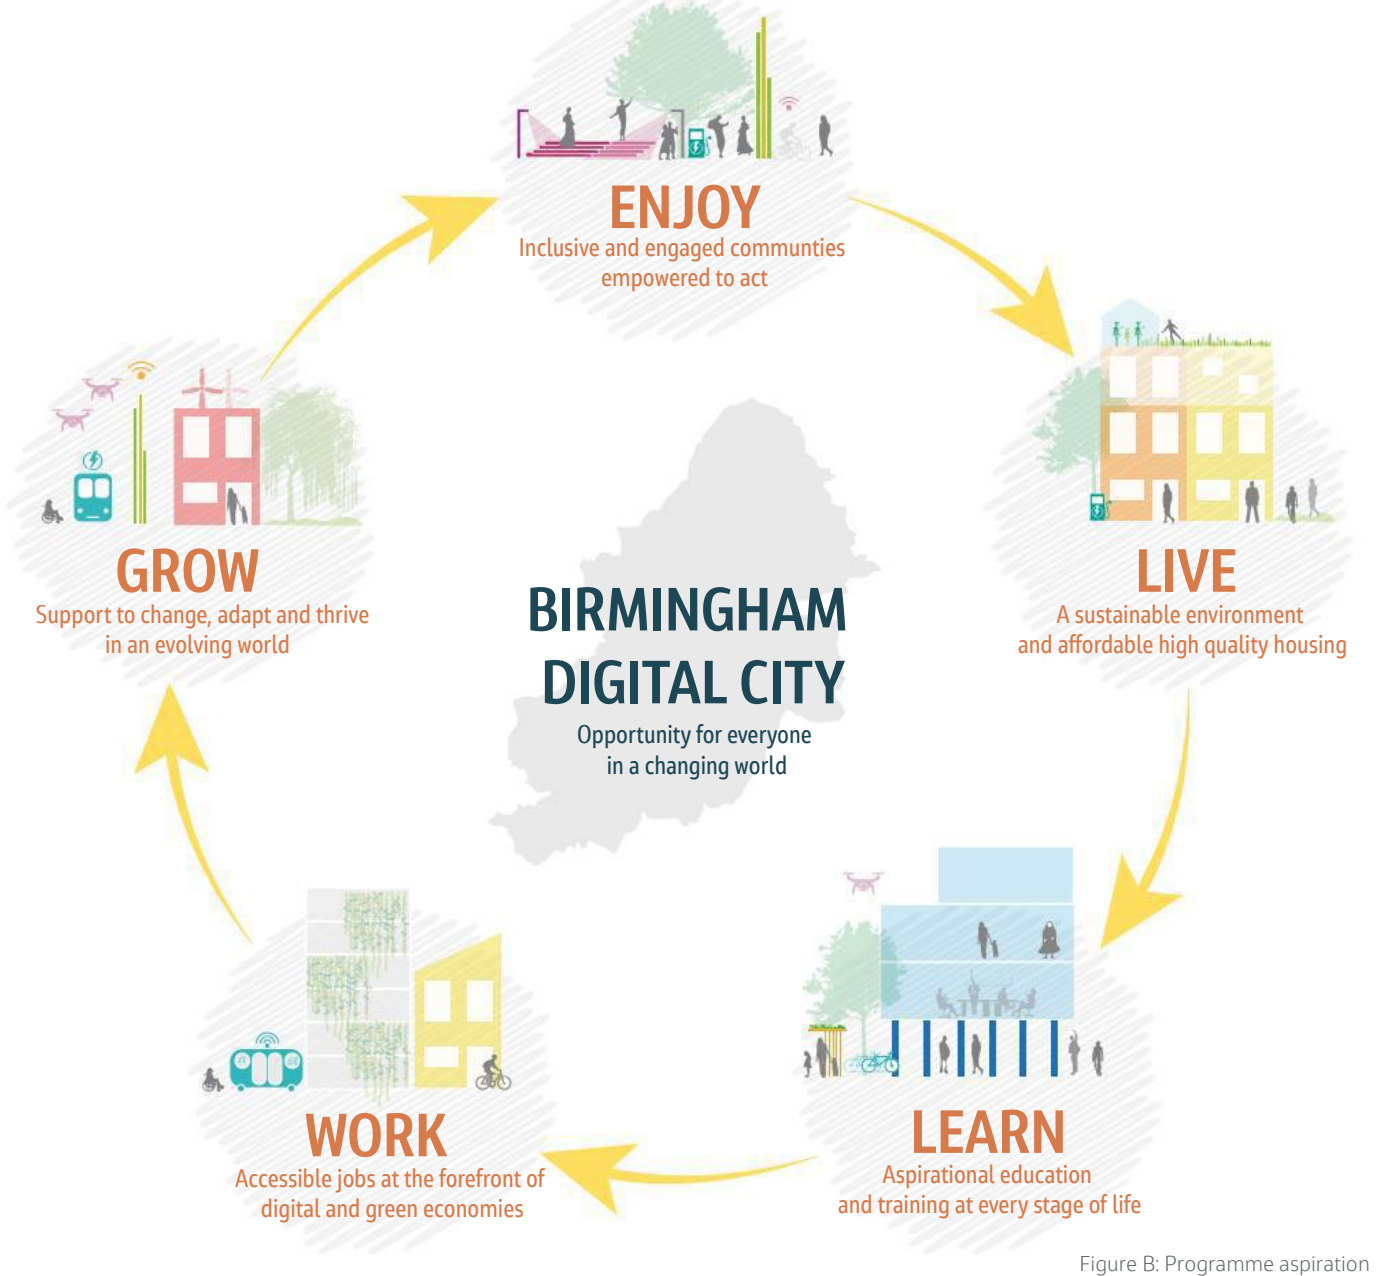 ENJOY
Inclusive and engaged communties
empowered to act
GROW
Support to change, adapt and thrive
in an evolving world
LIVE
A sustainable environment
and affordable high quality housing
BIRMINGHAM
DIGITAL CITY
Opportunity for everyone
in a changing world
WORK
Accessible jobs at the forefront of
digital and green economies
LEARN
Aspirational education
and training at every stage of life
Figure B: Programme aspiration